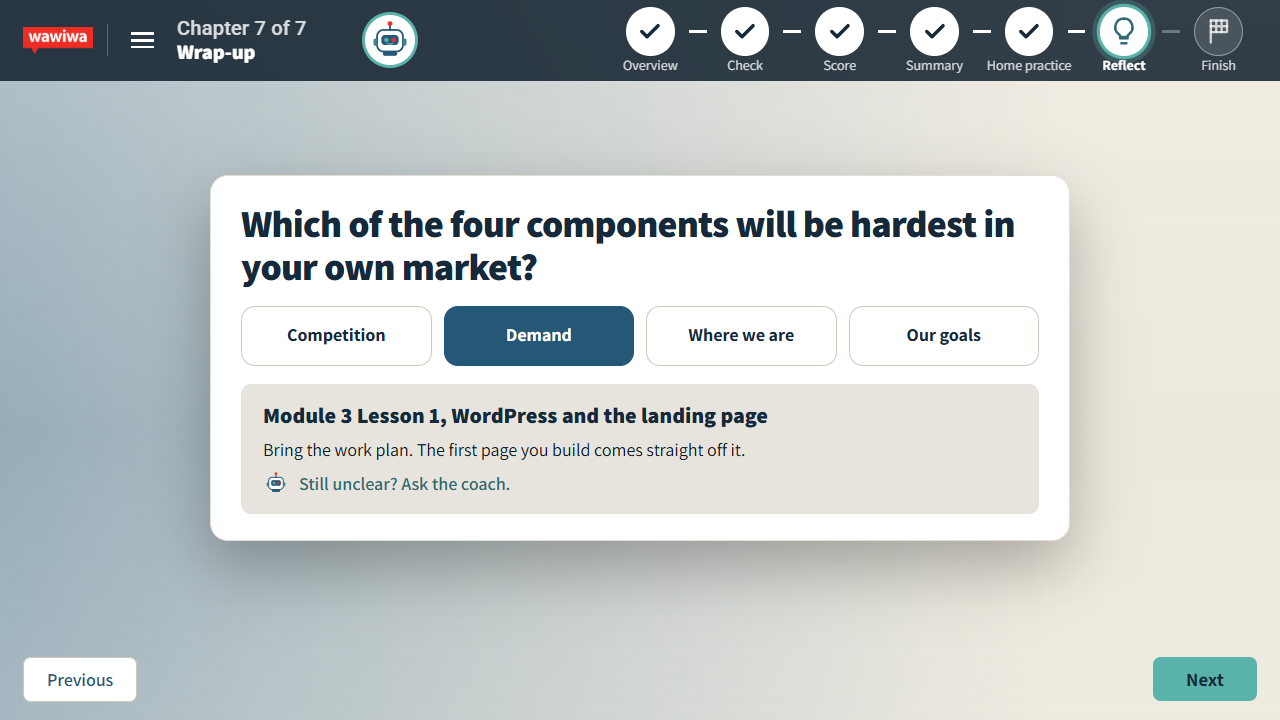 wawiwa
Chapter 7 of 7
Wrap-up
Overview
Check
Score
Summary
Home practice
Reflect
Finish
Which of the four components will be hardest in
your own market?
Competition
Demand
Where we are
Our goals
Module 3 Lesson 1, WordPress and the landing page
Bring the work plan. The first page you build comes straight off it.
Still unclear? Ask the coach.
Previous
Next